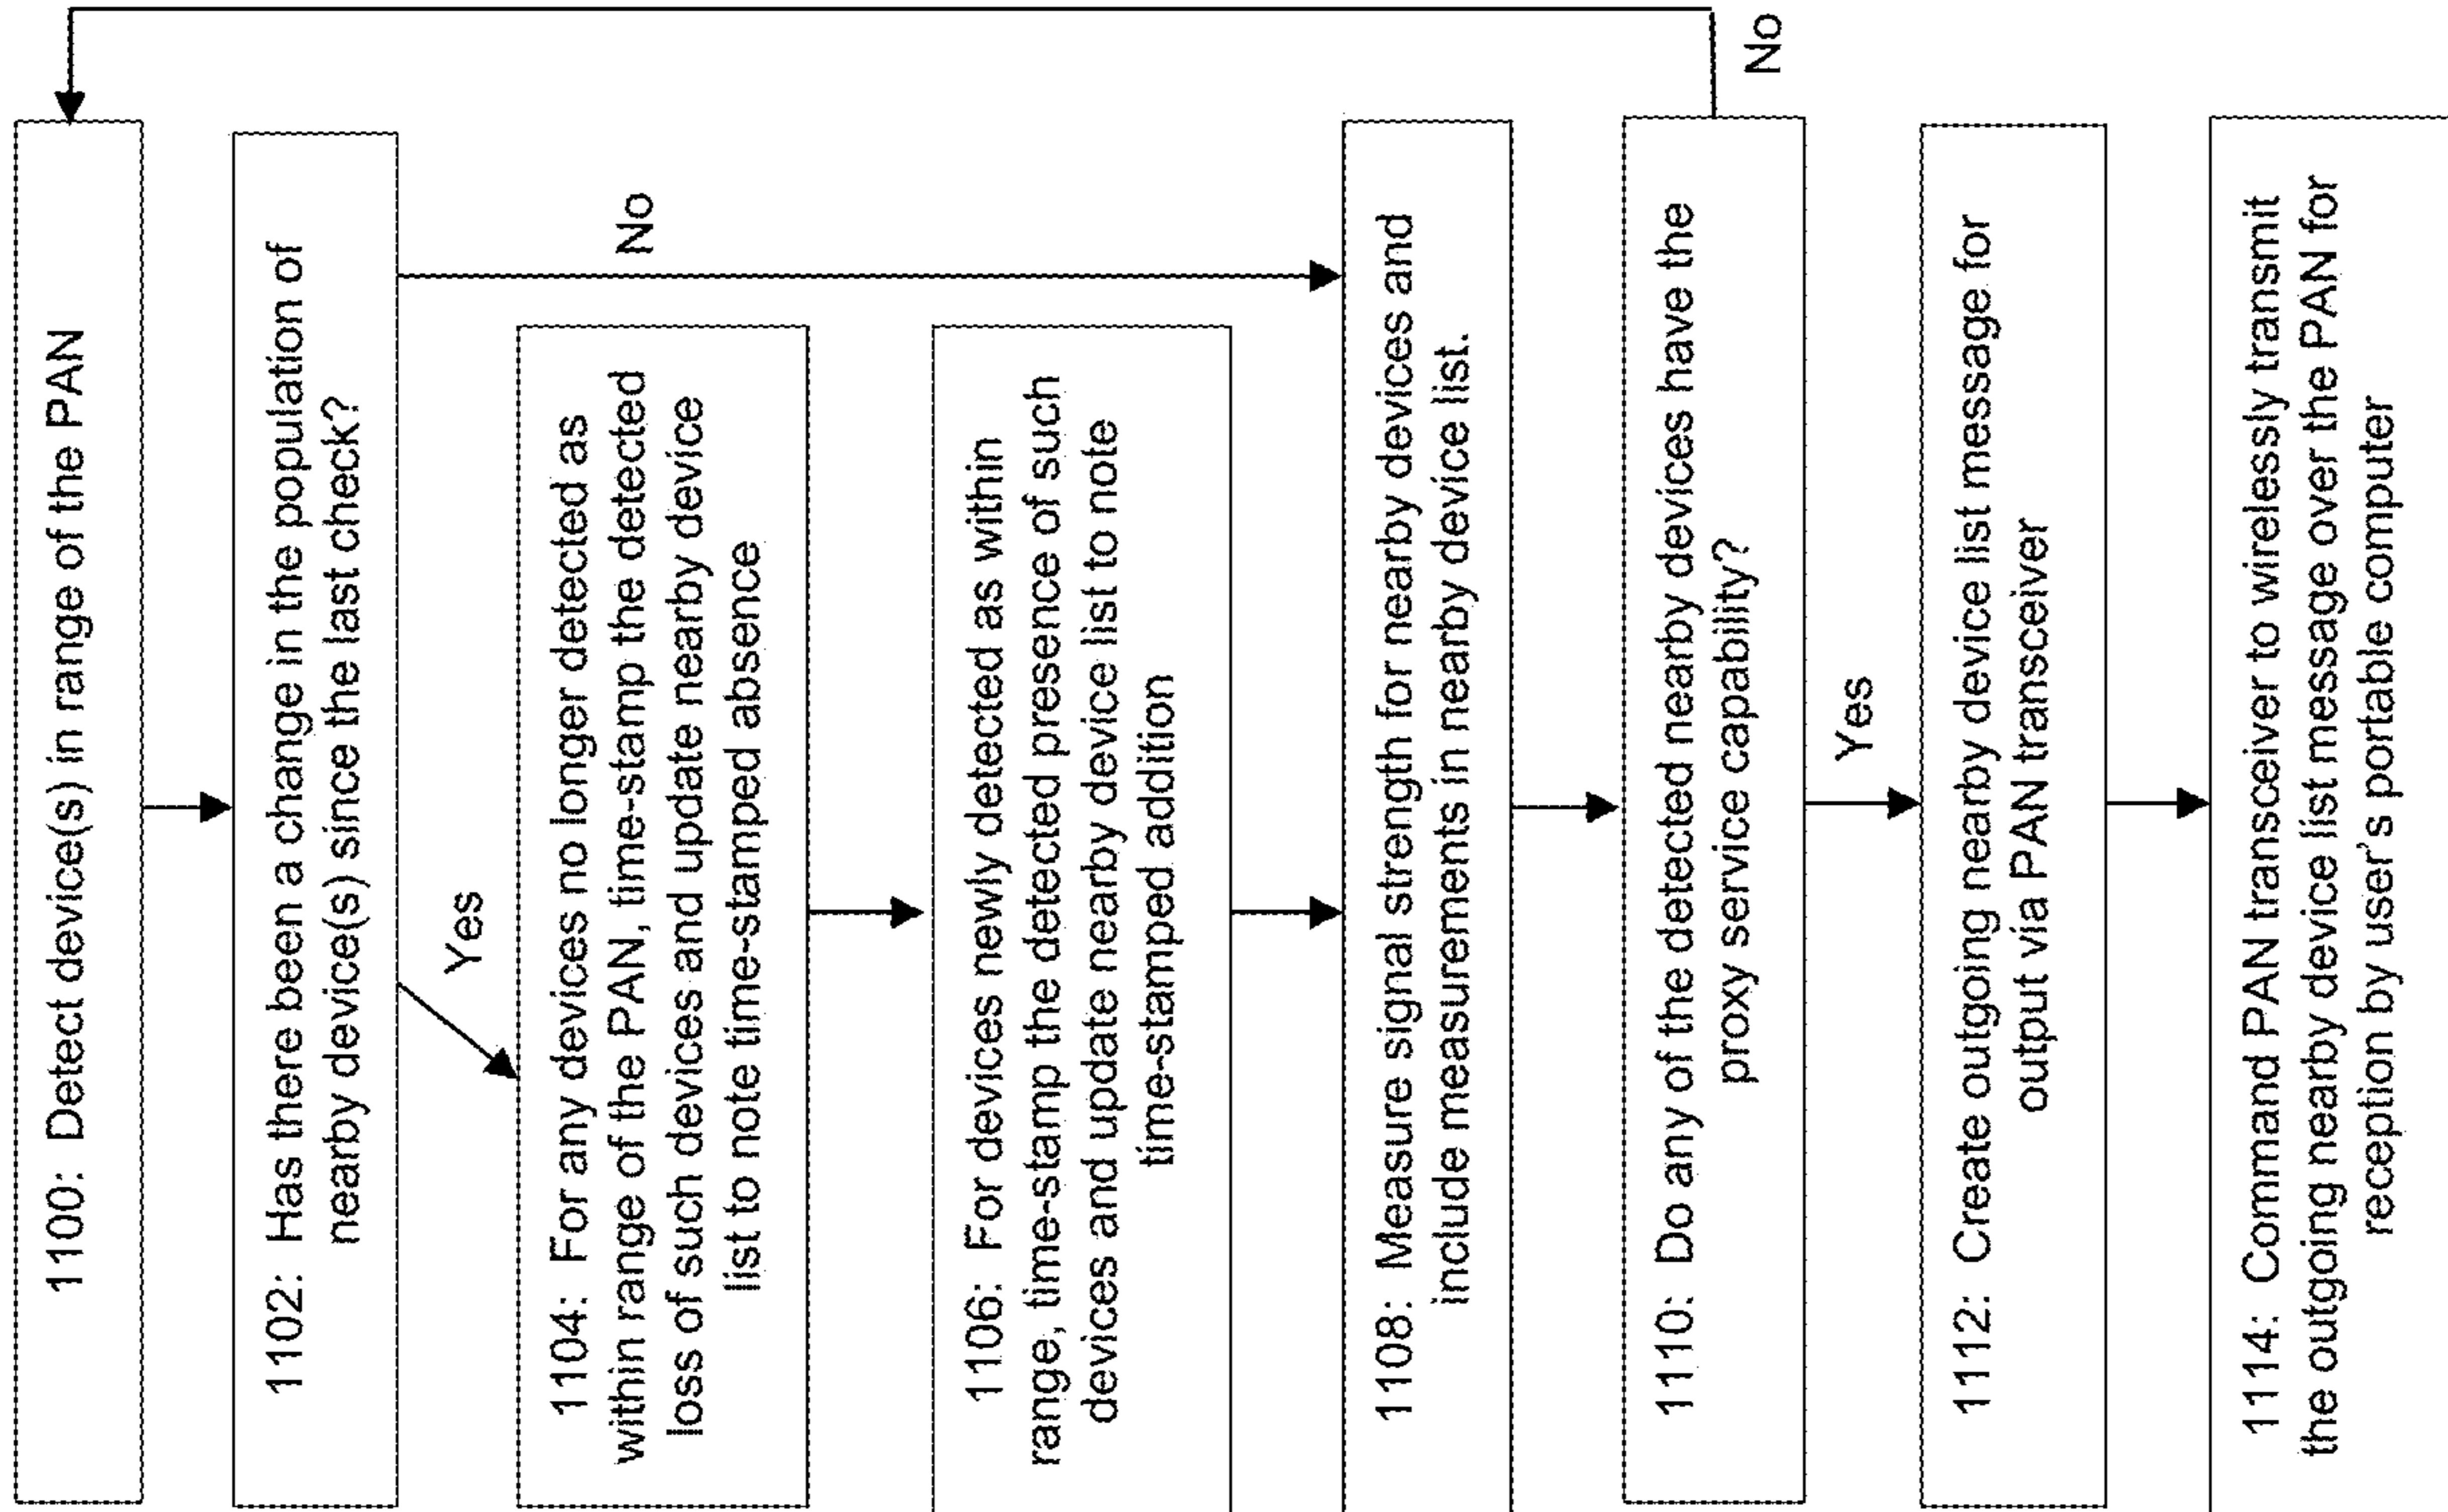 1100: Detect device(s) in range of the PAN
1102: Has there been a change in the population of
nearby device(s) since the last check?
Yes
No
1104: For any devices no longer detected as
within range of the PAN, time-stamp the detected
loss of such devices and update nearby device
list to note time-stamped absence
1106: For devices newly detected as within
range, time-stamp the detected presence of such
devices and update nearby device list to note
time-stamped addition
1108: Measure signal strength for nearby devices and
include measurements in nearby device list.
1110: Do any of the detected nearby devices have the
proxy service capability?
No
Yes
1112: Create outgoing nearby device list message for
output via PAN transceiver
1114: Command PAN transceiver to wirelessly transmit
the outgoing nearby device list message over the PAN for
reception by user's portable computer